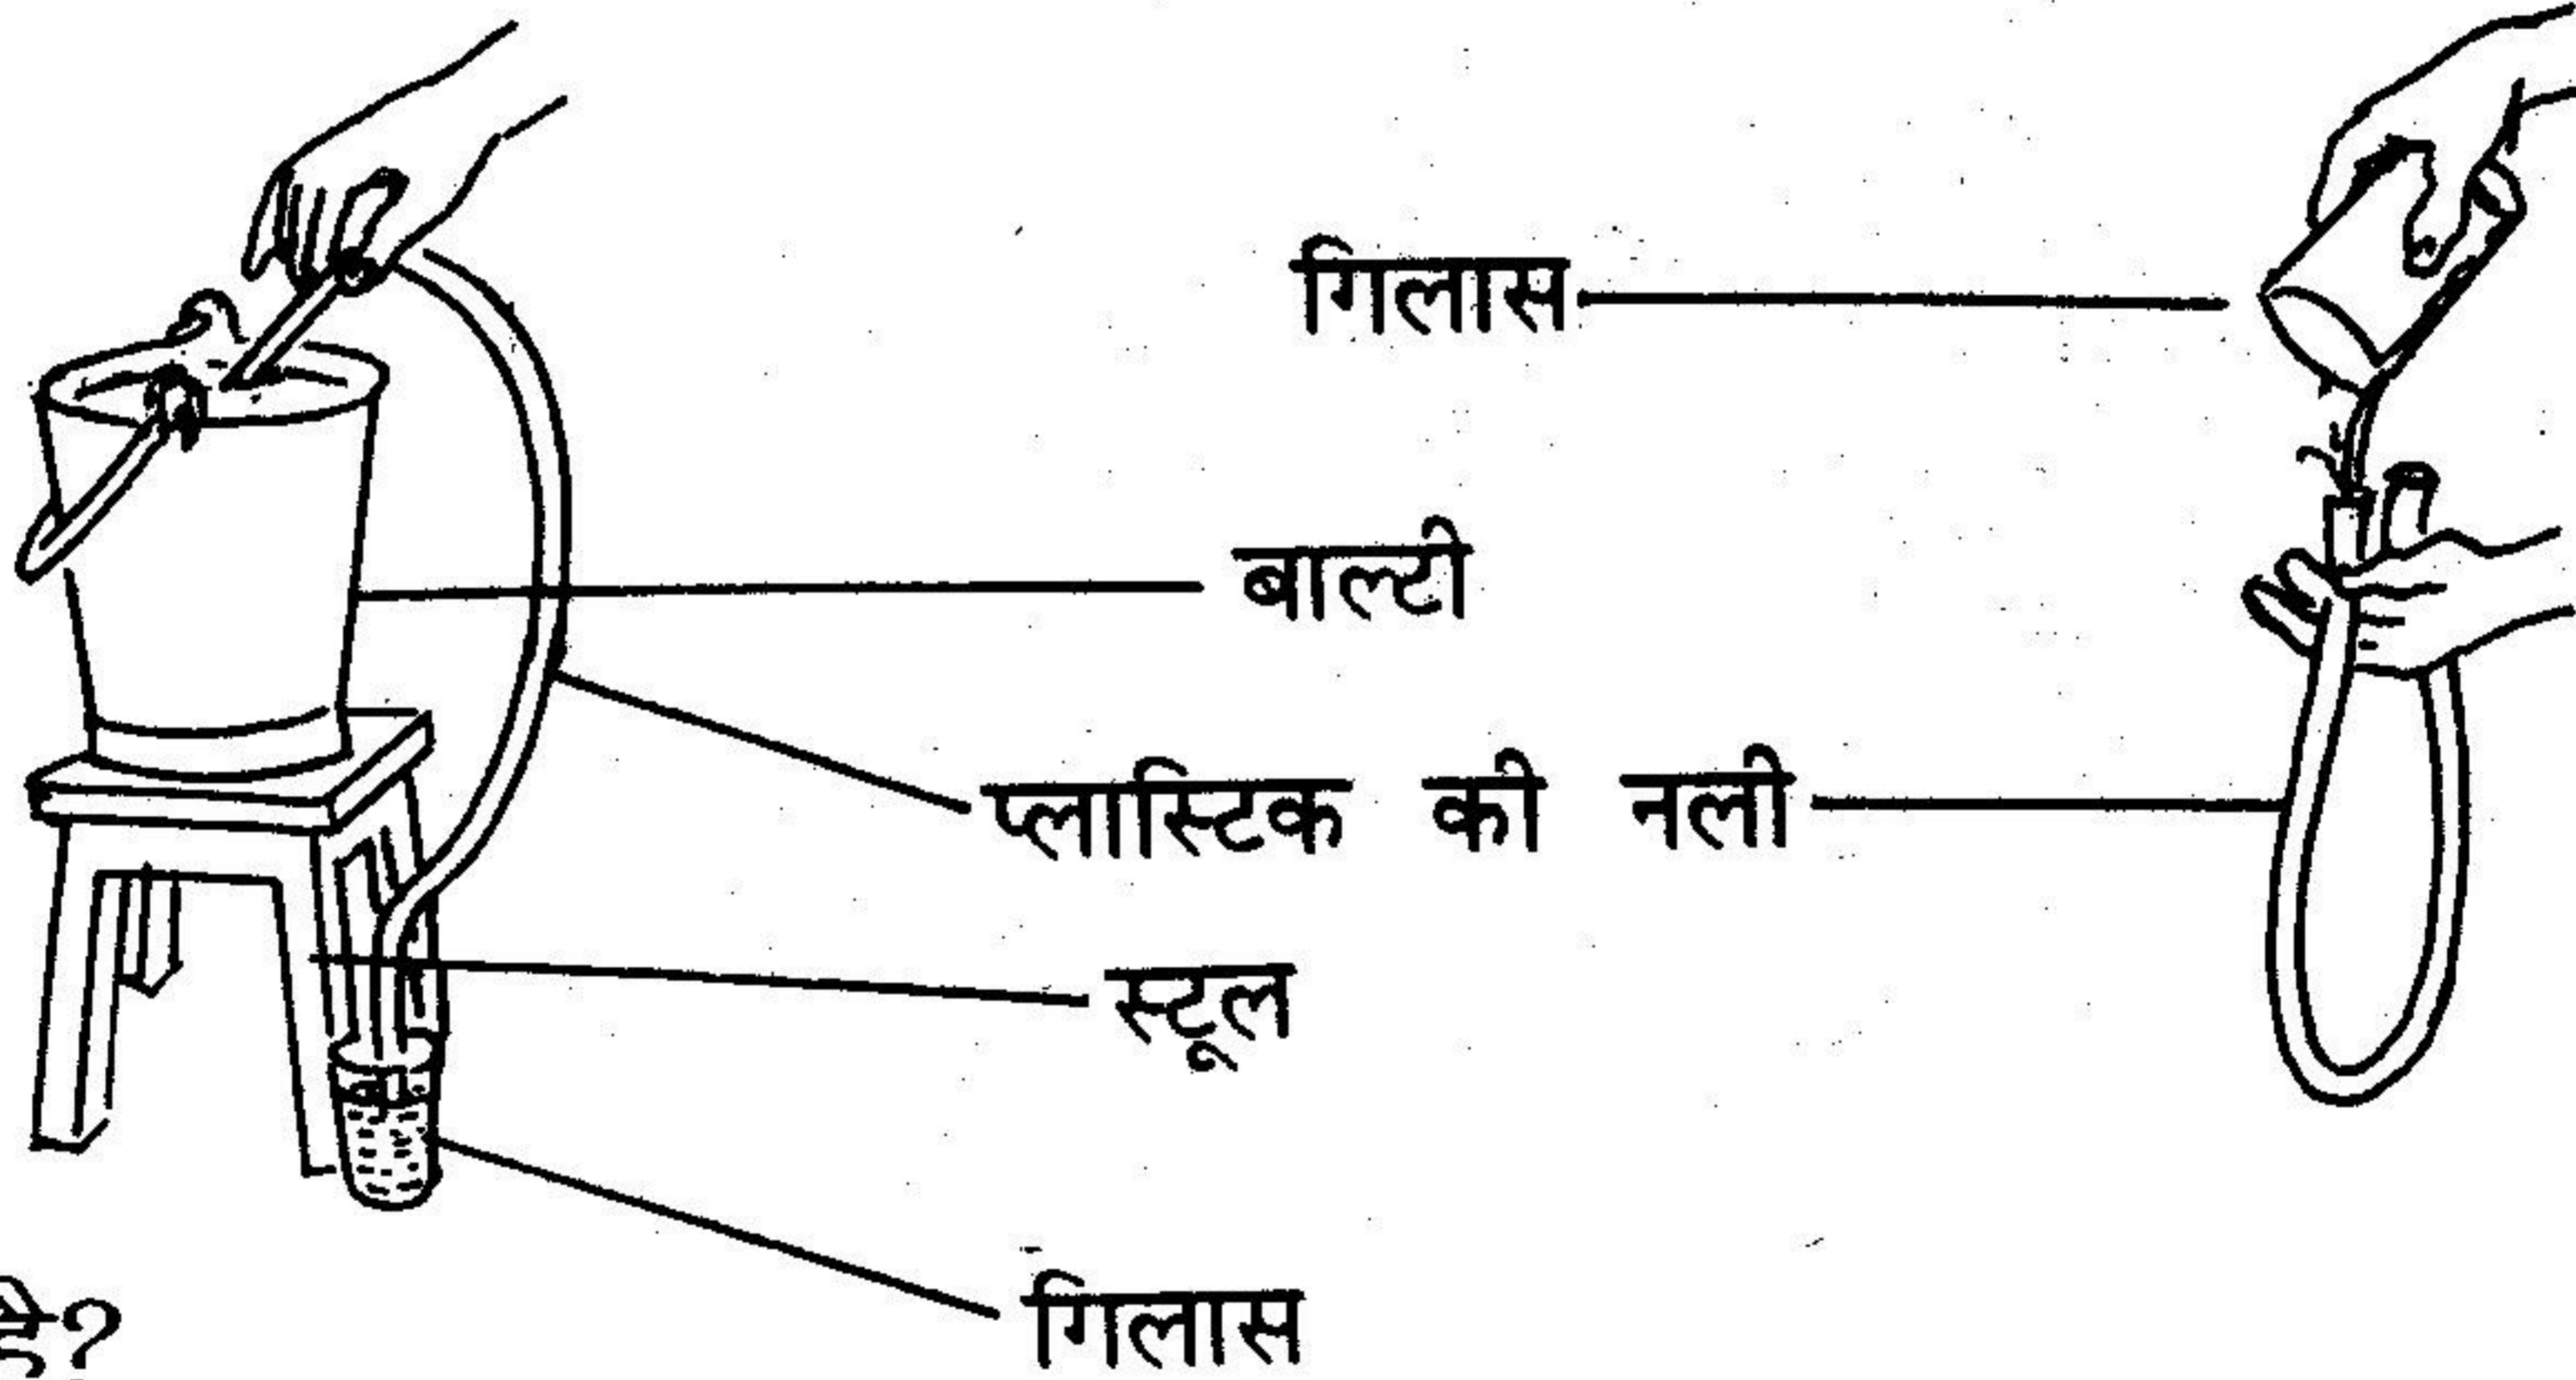 गिलास
बाल्टी
प्लास्टिक की नली
स्टूल
गिलास
है?